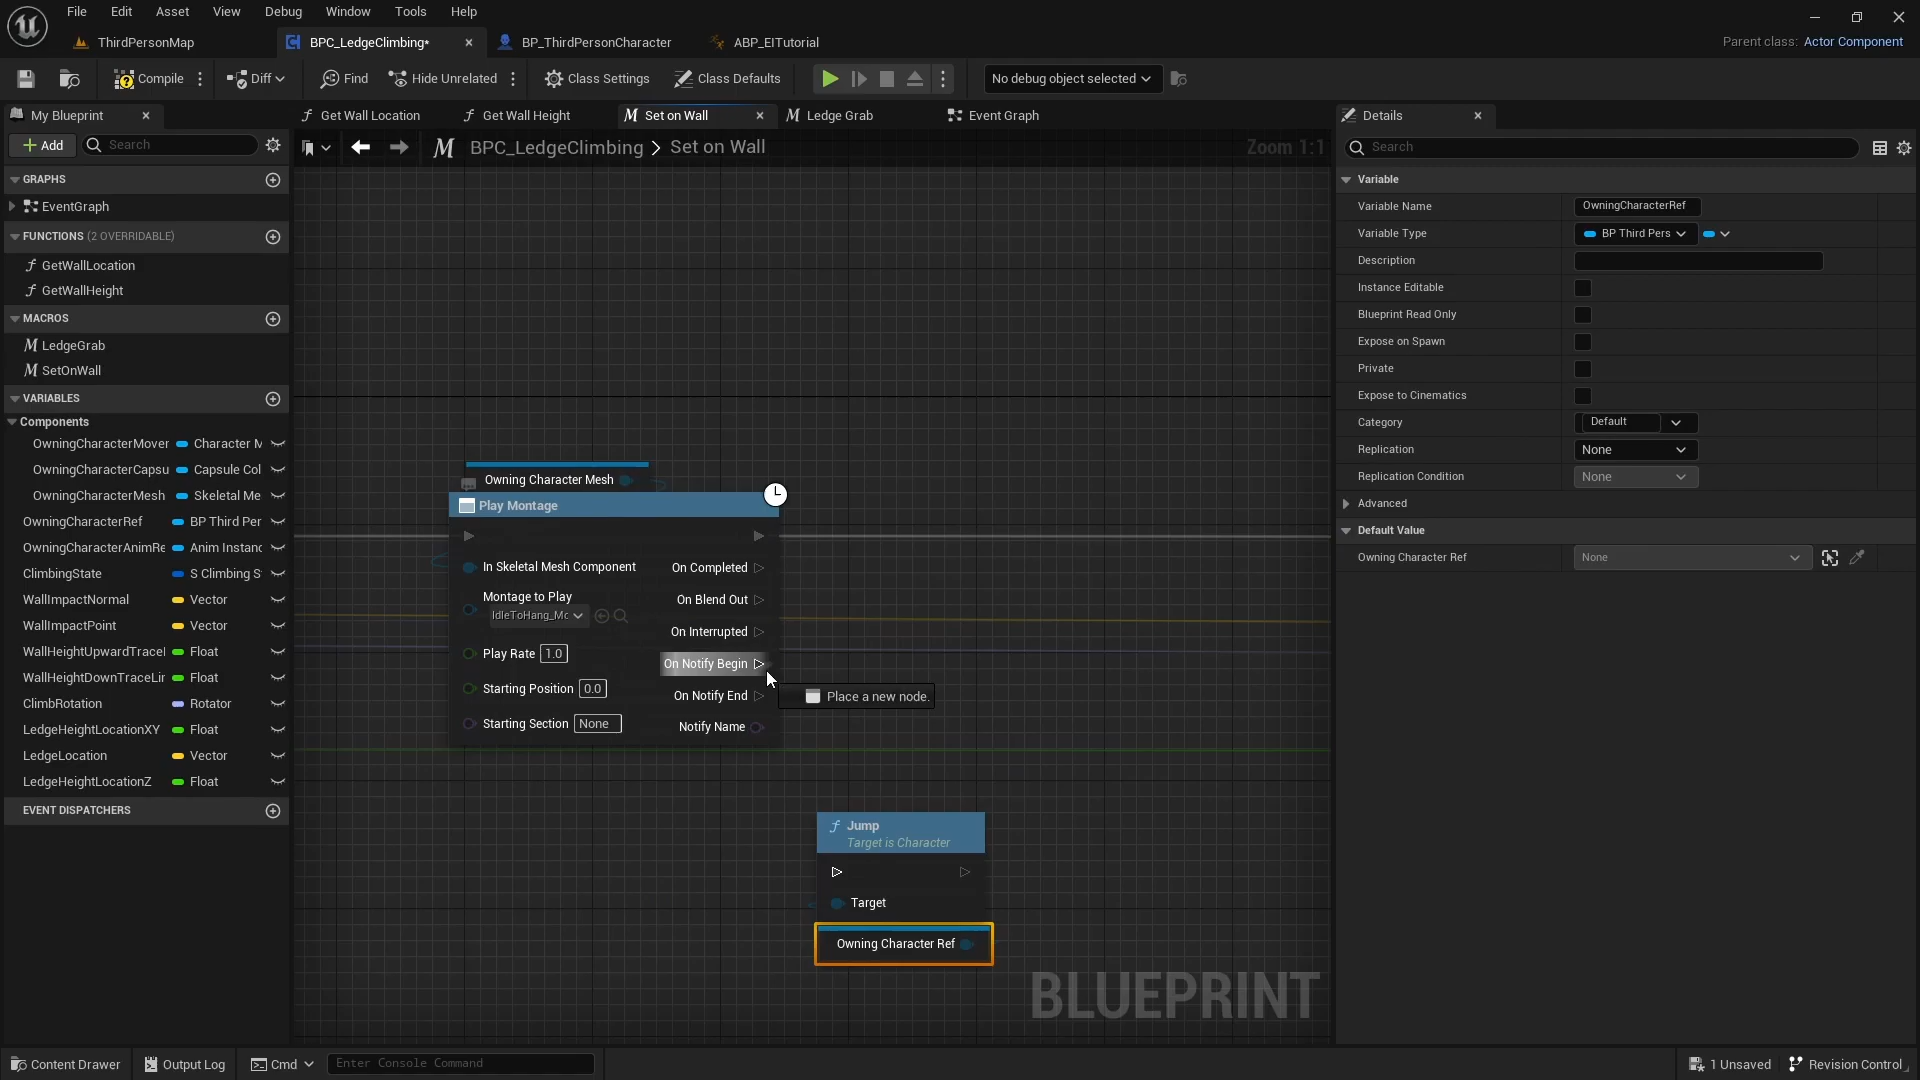 File Edit Asset View Debug Window Tools Help
ThirdPersonMap BPC_LedgeClimbing* BP_ThirdPersonCharacter ABP_EITutorial
Parent class: Actor Component
Compile Diff Find Hide Unrelated Class Settings Class Defaults No debug object selected
My Blueprint
Get Wall Location Get Wall Height Set on Wall Ledge Grab Event Graph
Details
Add Search
BPC_LedgeClimbing > Set on Wall
Zoom 1:1
Search
GRAPHS
EventGraph
FUNCTIONS (2 OVERRIDABLE)
GetWallLocation
GetWallHeight
MACROS
LedgeGrab
SetOnWall
VARIABLES
Components
OwningCharacterMover Character M
OwningCharacterCapsu Capsule Col
OwningCharacterMesh Skeletal Me
OwningCharacterRef BP Third Per
OwningCharacterAnimRe Anim Instanc
ClimbingState S Climbing S
WallImpactNormal Vector
WallImpactPoint Vector
WallHeightUpwardTrace Float
WallHeightDownTraceLir Float
ClimbRotation Rotator
LedgeHeightLocationXY Float
LedgeLocation Vector
LedgeHeightLocationZ Float
EVENT DISPATCHERS
Owning Character Mesh
Play Montage
In Skeletal Mesh Component
Montage to Play
IdleToHang_Mc
Play Rate 1.0
Starting Position 0.0
Starting Section None
On Completed
On Blend Out
On Interrupted
On Notify Begin
On Notify End
Notify Name
Place a new node.
Jump
Target is Character
Target
Owning Character Ref
BLUEPRINT
Variable
Variable Name OwningCharacterRef
Variable Type BP Third Pers
Description
Instance Editable
Blueprint Read Only
Expose on Spawn
Private
Expose to Cinematics
Category Default
Replication None
Replication Condition None
Advanced
Default Value
Owning Character Ref None
Content Drawer Output Log Cmd Enter Console Command
1 Unsaved Revision Control